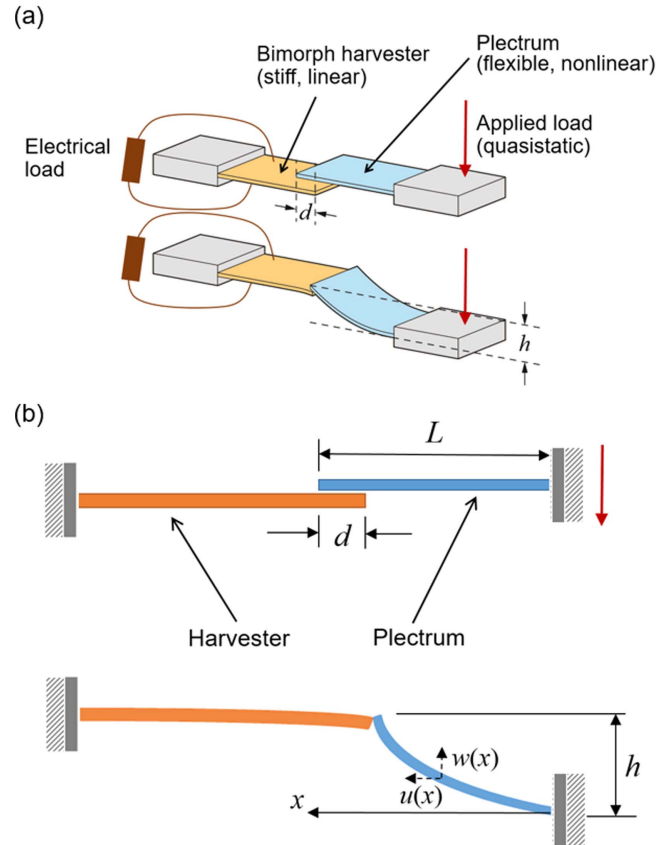 (a)
Bimorph harvester
(stiff, linear)
Plectrum
(flexible, nonlinear)
Electrical
load
Applied load
(quasistatic)
d
h
(b)
L
d
Harvester
Plectrum
w(x)
u(x)
x
h